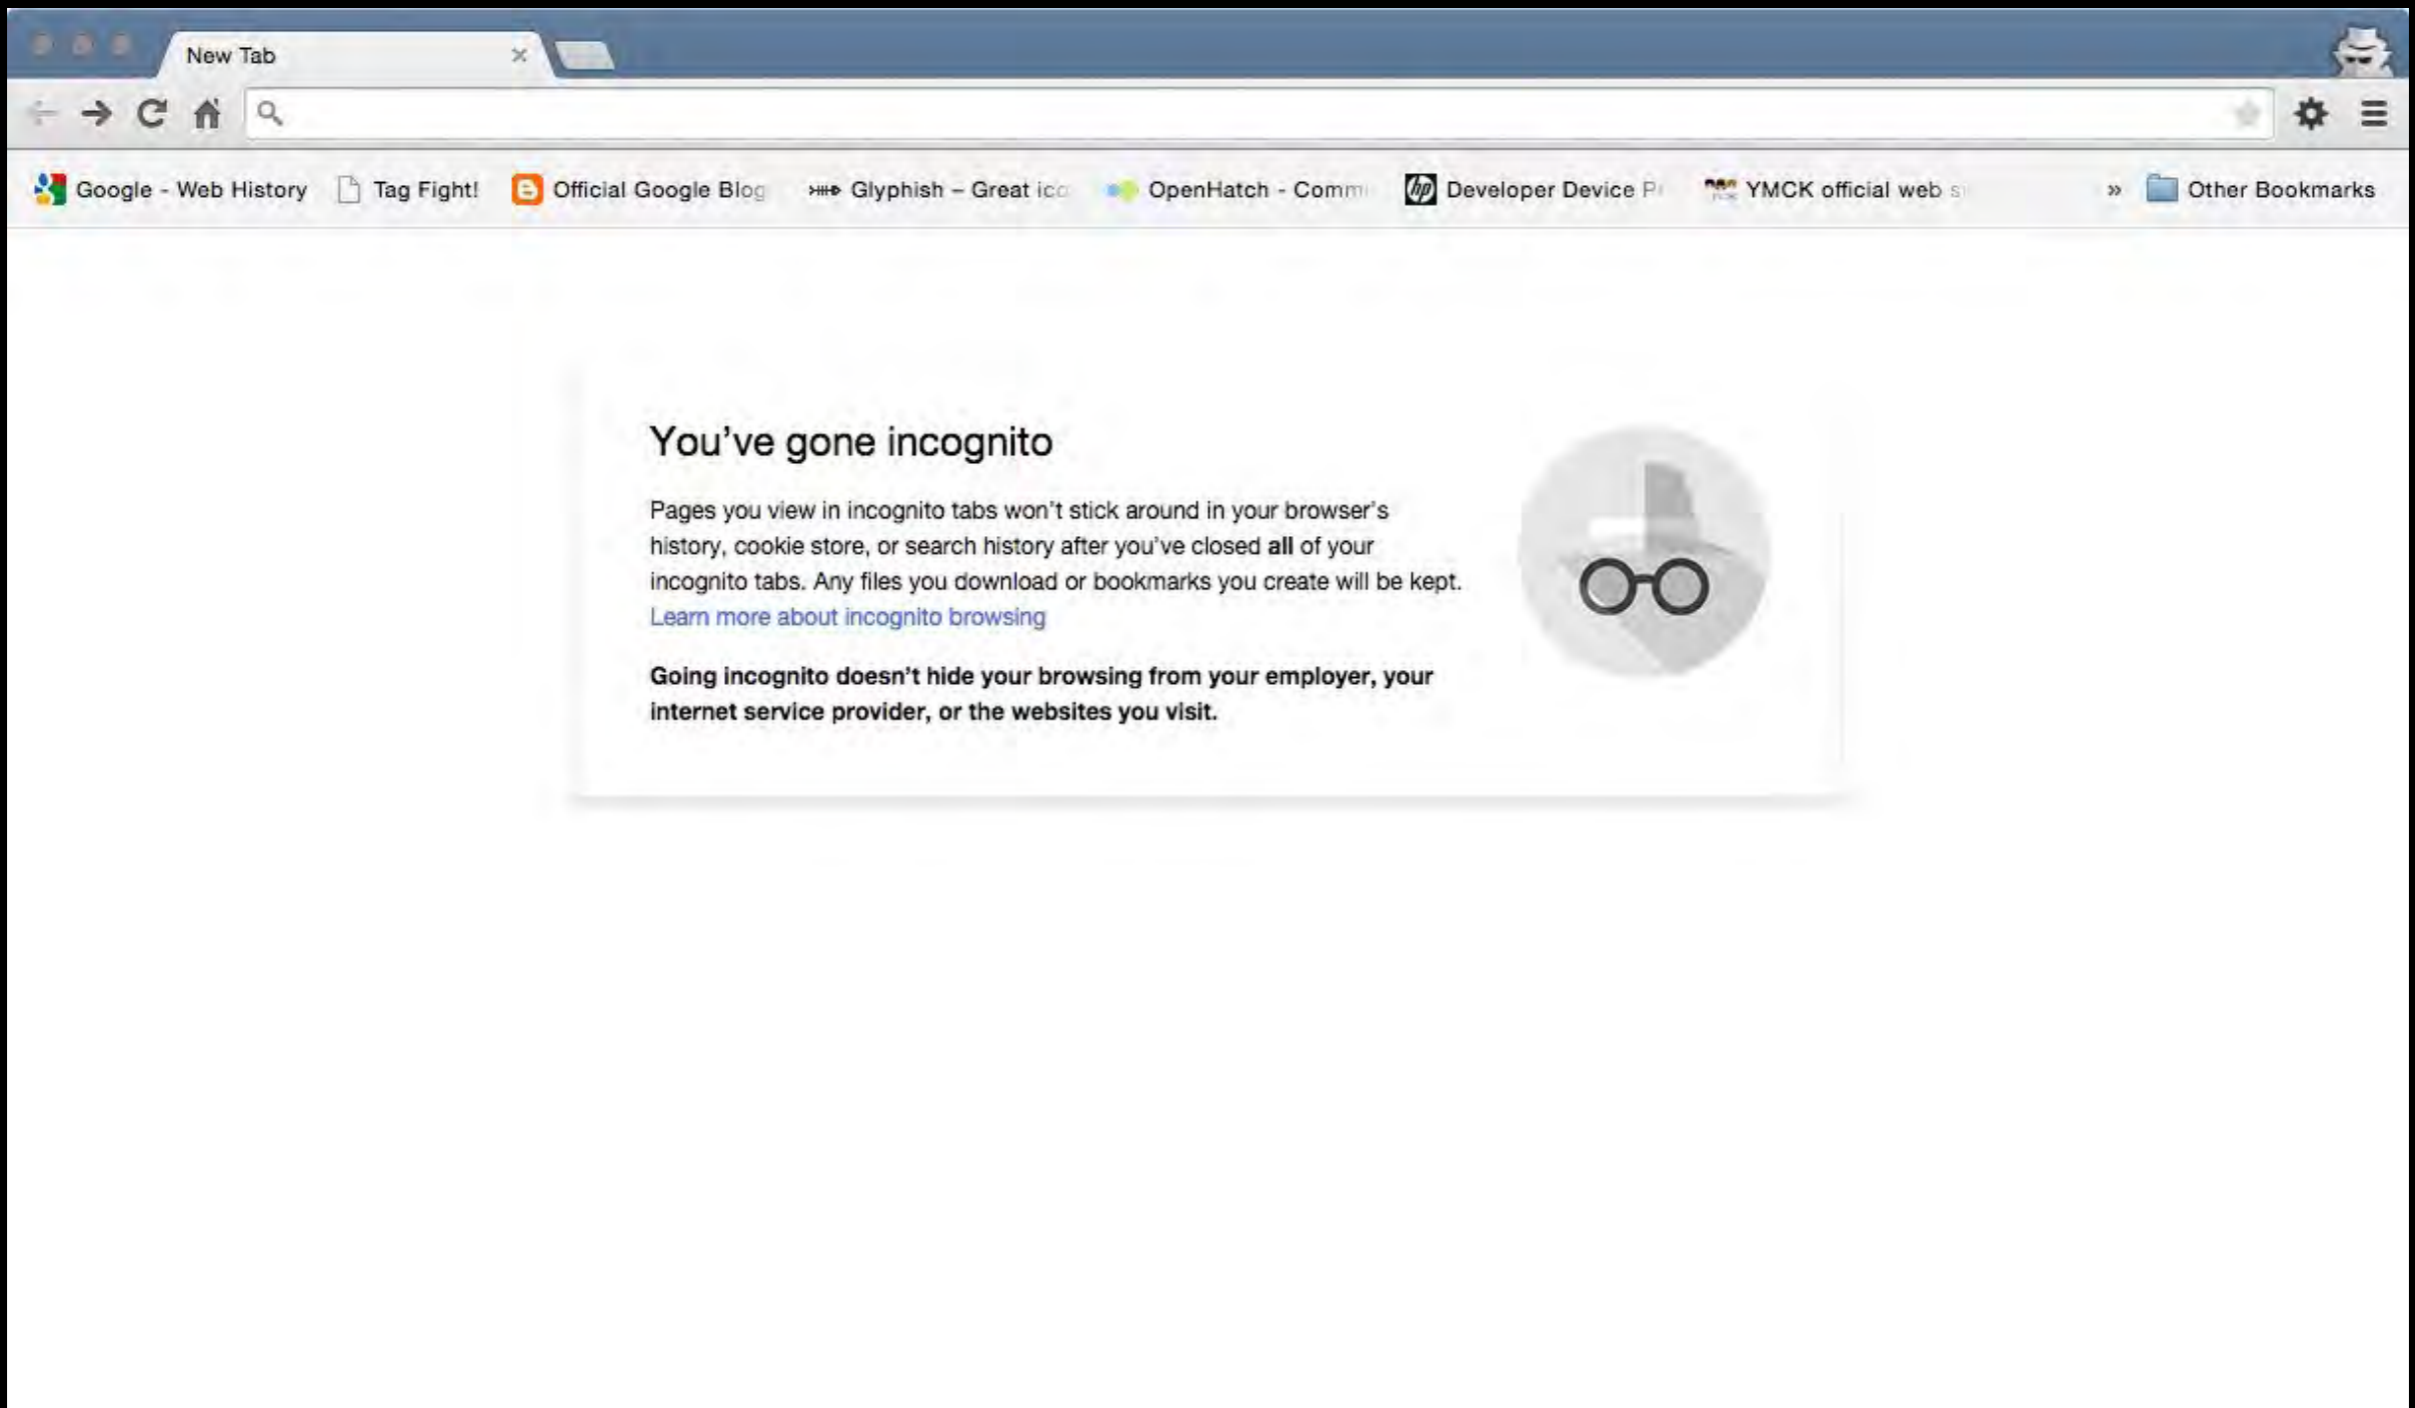 New Tab
Google - Web History Tag Fight! Official Google Blog Glyphish – Great ico OpenHatch - Comm hp Developer Device P YMCK official web s » Other Bookmarks
You've gone incognito
Pages you view in incognito tabs won't stick around in your browser's
history, cookie store, or search history after you've closed all of your
incognito tabs. Any files you download or bookmarks you create will be kept.
Learn more about incognito browsing
Going incognito doesn't hide your browsing from your employer, your
internet service provider, or the websites you visit.